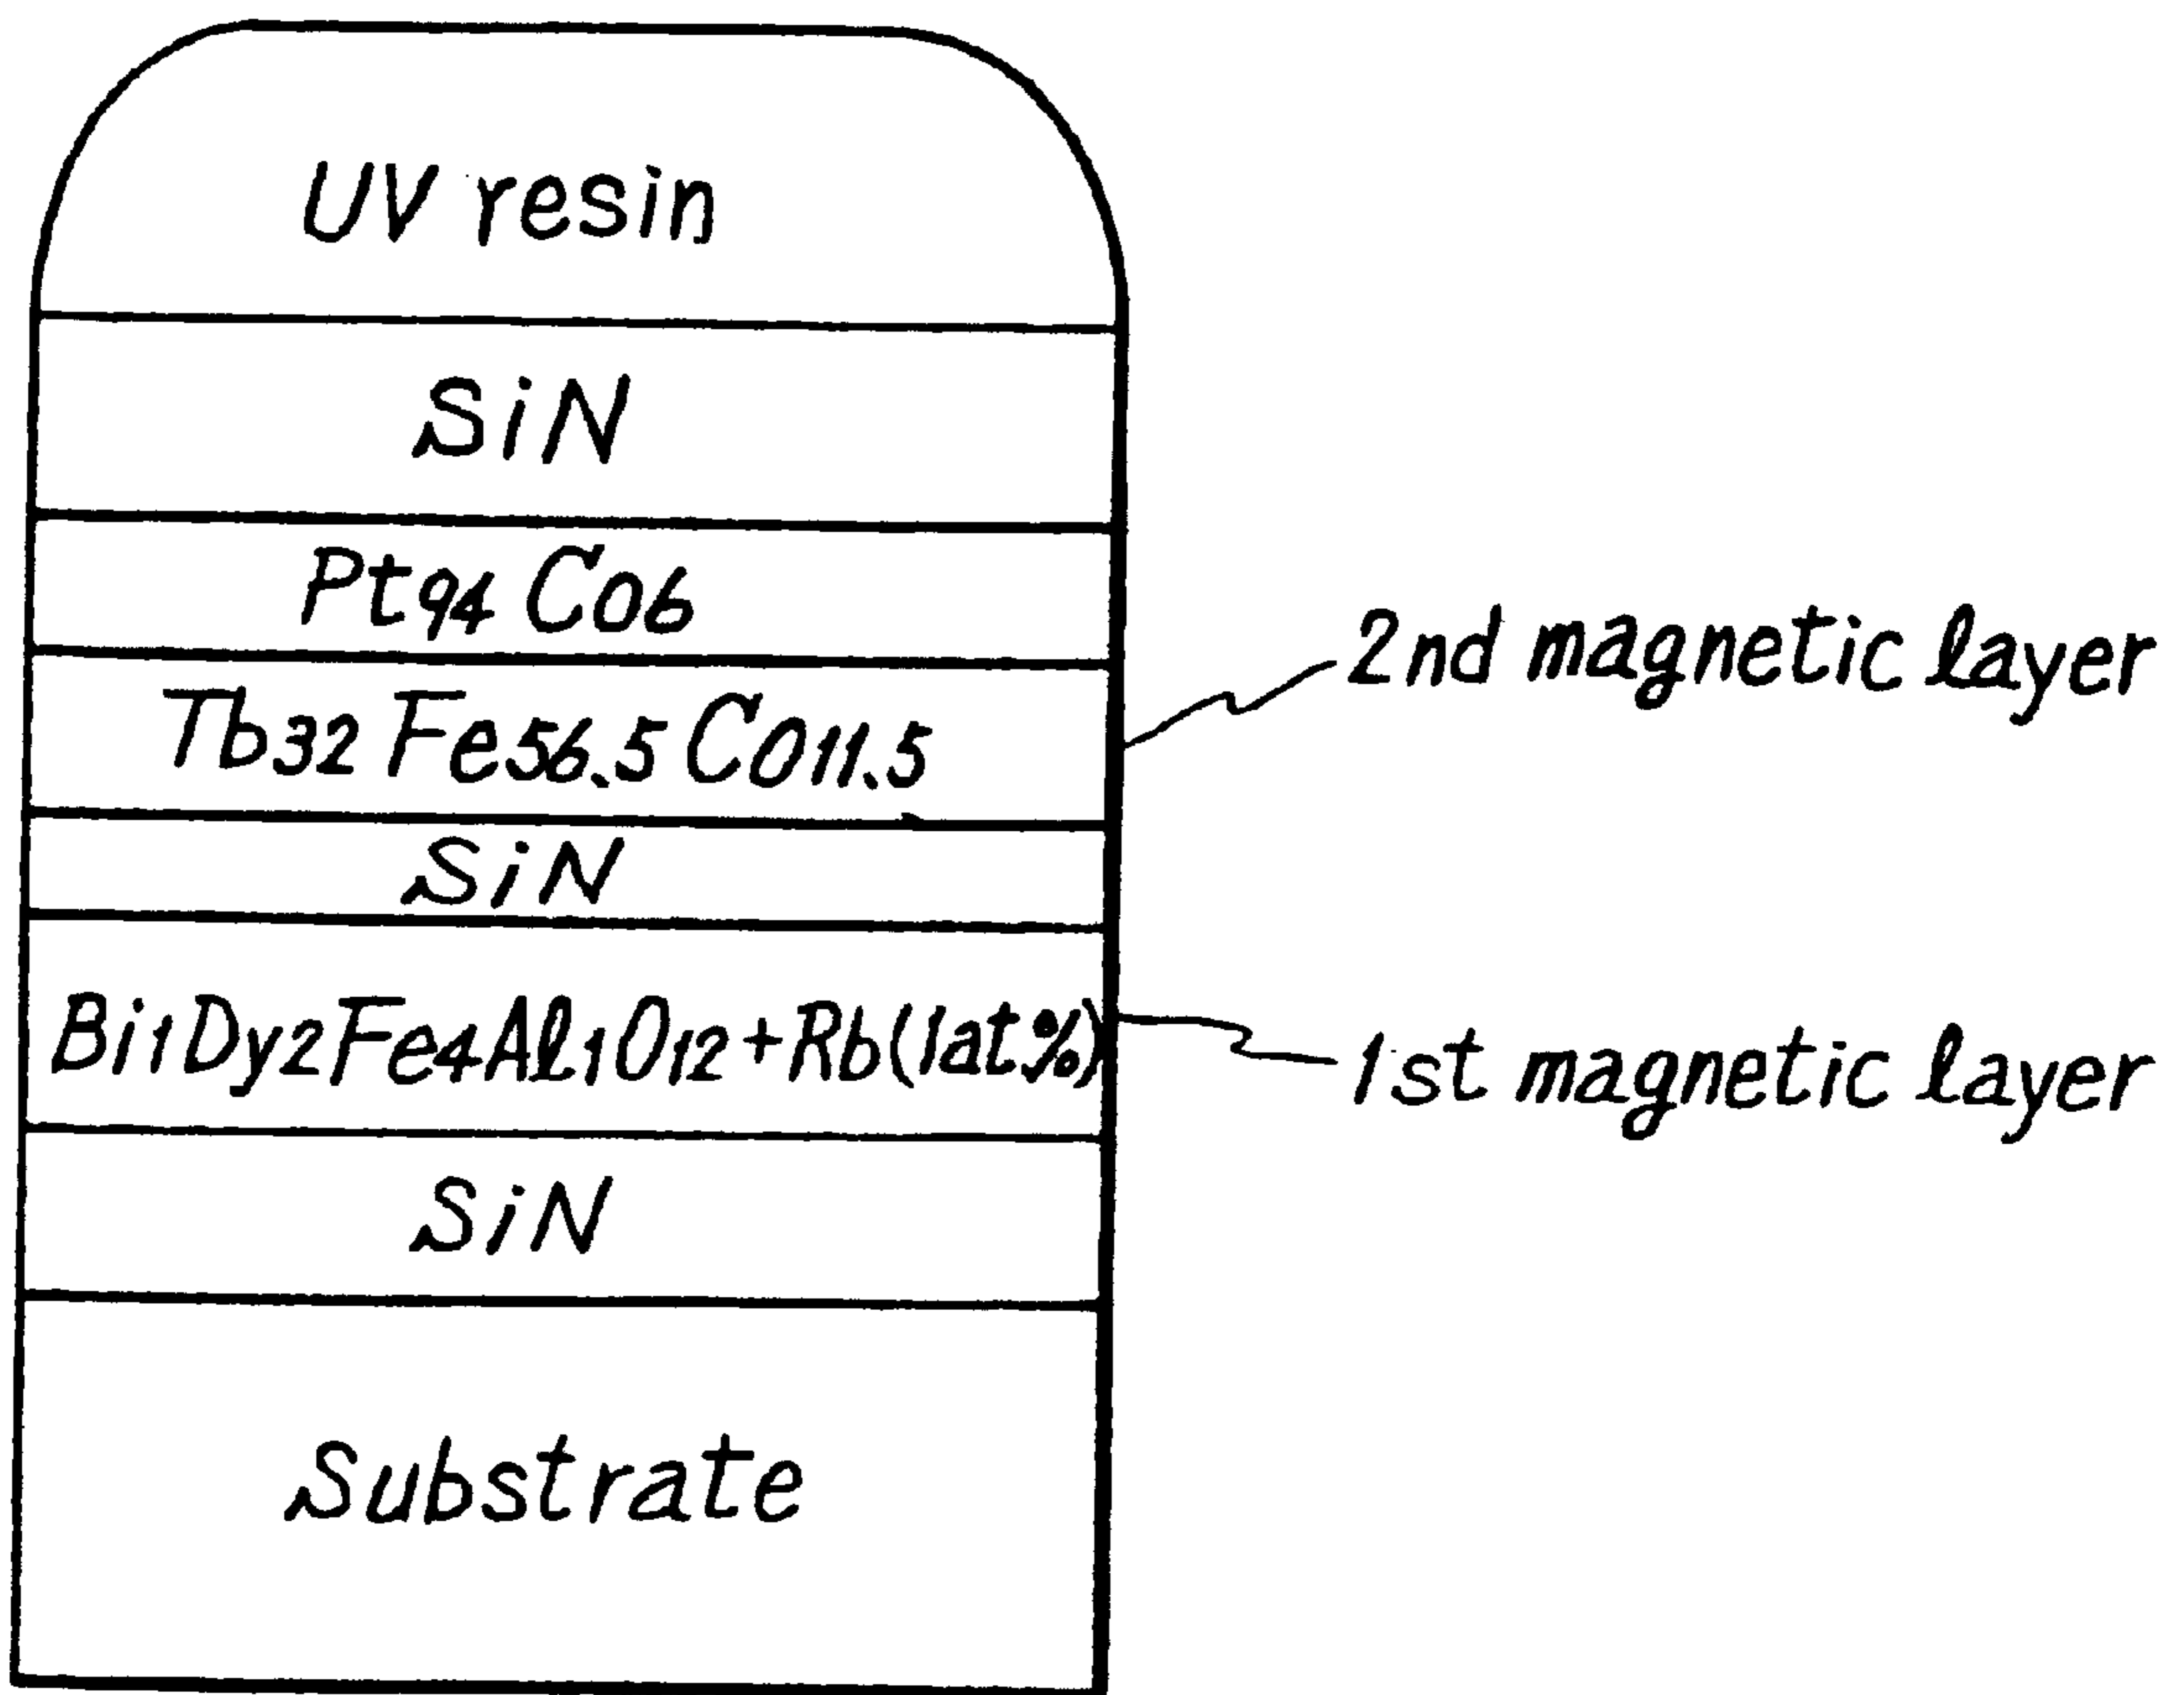 UV resin
SiN
Pt94 Co6
2nd magnetic layer
Tb32 Fe56.5 Co11.5
SiN
Bi1Dy2Fe4Al1O12+Rb(1at%)
1st magnetic layer
SiN
Substrate